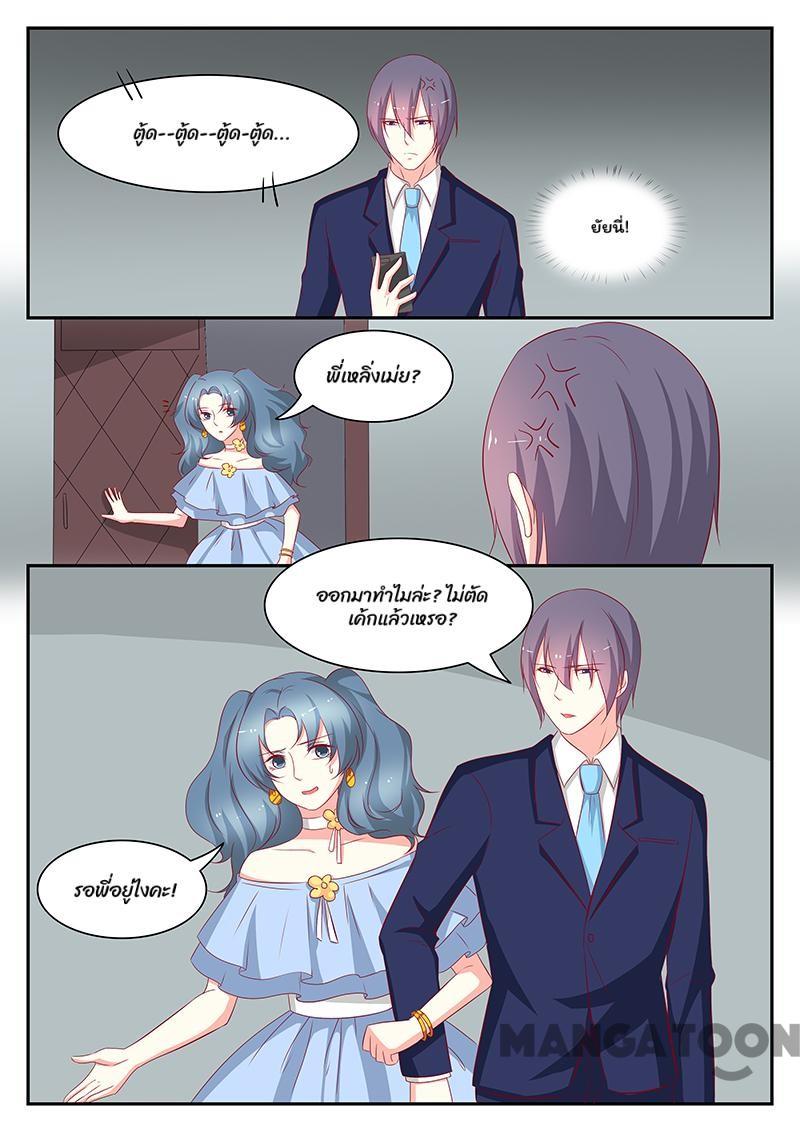 ตู้ด--ตู้ด--ตู้ด-ตู้ด...
ยัยนี่!
พี่เหลิ่งเม่ย?
ออกมาทำไมล่ะ? ไม่ตัด
เค้กแล้วเหรอ?
รอพี่อยู่ไงคะ!
MANGATOON